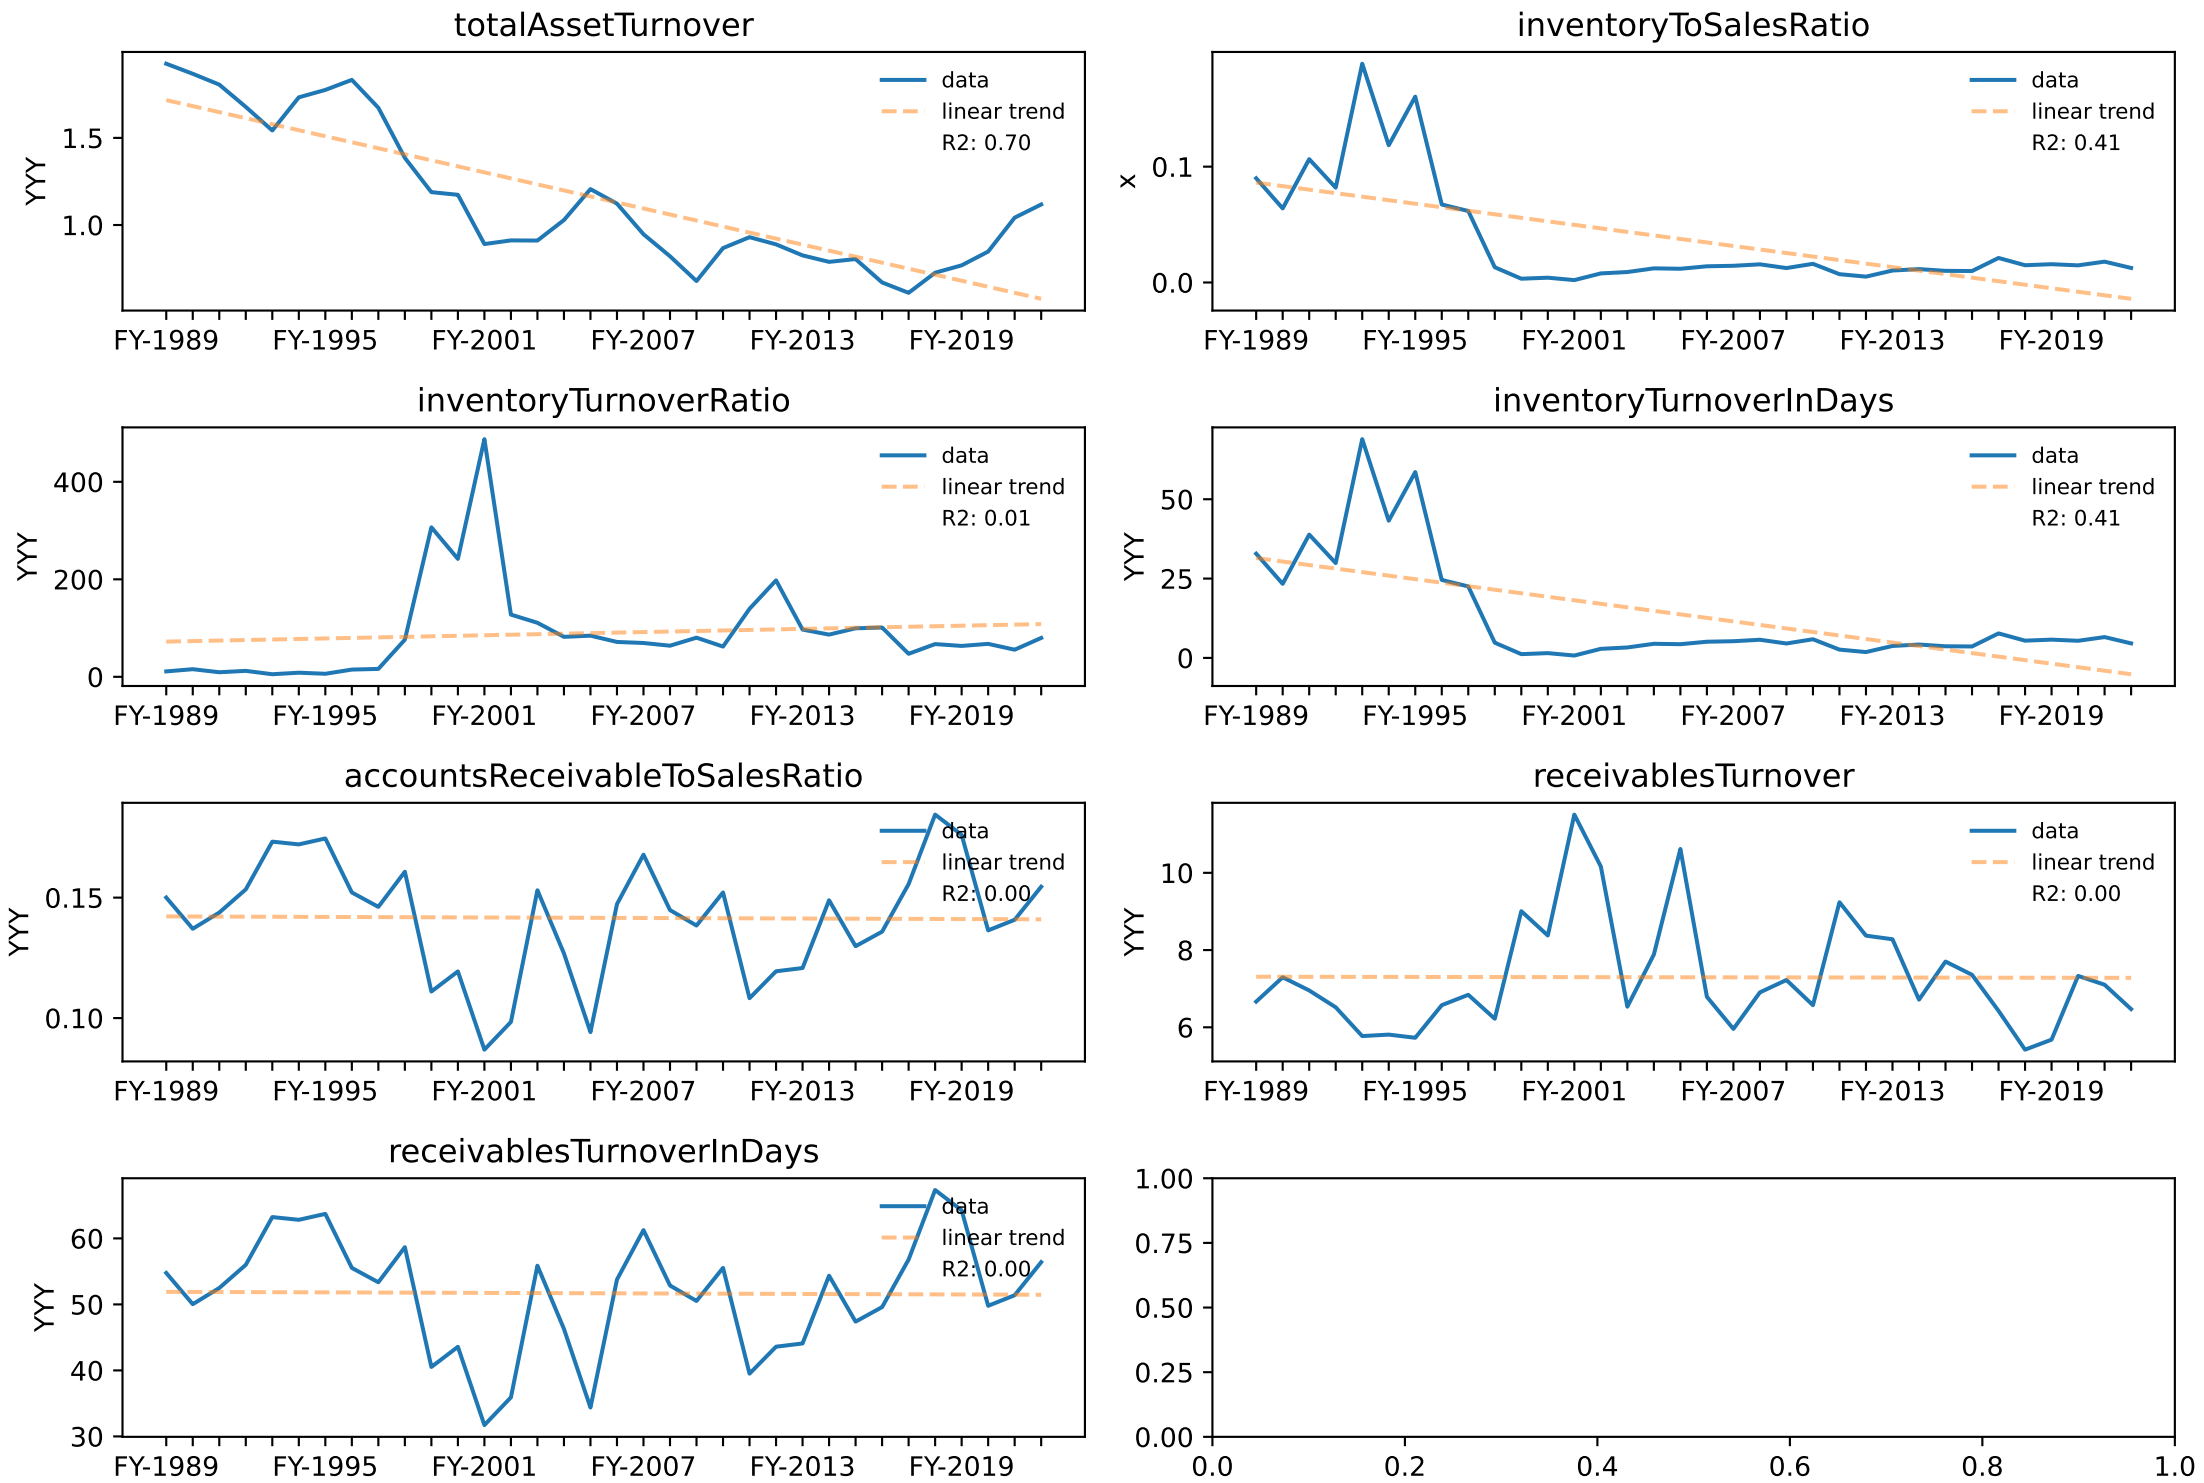 totalAssetTurnover
YYY
1.5
1.0
data
linear trend
R2: 0.70
FY-1989 FY-1995 FY-2001 FY-2007 FY-2013 FY-2019
inventoryToSalesRatio
x
0.1
0.0
data
linear trend
R2: 0.41
FY-1989 FY-1995 FY-2001 FY-2007 FY-2013 FY-2019
inventoryTurnoverRatio
YYY
400
200
0
data
linear trend
R2: 0.01
FY-1989 FY-1995 FY-2001 FY-2007 FY-2013 FY-2019
inventoryTurnoverInDays
YYY
50
25
0
data
linear trend
R2: 0.41
FY-1989 FY-1995 FY-2001 FY-2007 FY-2013 FY-2019
accountsReceivableToSalesRatio
YYY
0.15
0.10
data
linear trend
R2: 0.00
FY-1989 FY-1995 FY-2001 FY-2007 FY-2013 FY-2019
receivablesTurnover
YYY
10
8
6
data
linear trend
R2: 0.00
FY-1989 FY-1995 FY-2001 FY-2007 FY-2013 FY-2019
receivablesTurnoverInDays
YYY
60
50
40
30
data
linear trend
R2: 0.00
FY-1989 FY-1995 FY-2001 FY-2007 FY-2013 FY-2019
1.00
0.75
0.50
0.25
0.00
0.0 0.2 0.4 0.6 0.8 1.0